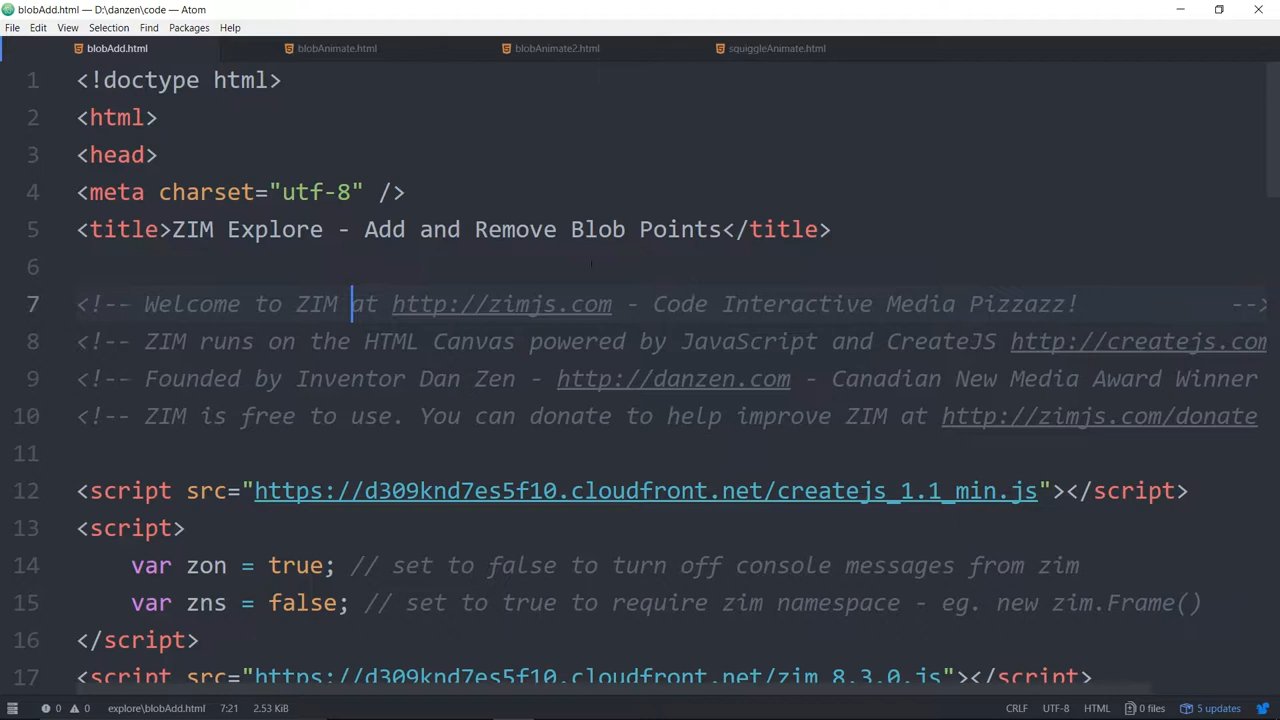 blobAdd.html — D:\danzen\code — Atom
File Edit View Selection Find Packages Help
blobAdd.html blobAnimate.html blobAnimate2.html squiggleAnimate.html
1 <!doctype html>
2 <html>
3 <head>
4 <meta charset="utf-8" />
5 <title>ZIM Explore - Add and Remove Blob Points</title>
6
7 <!-- Welcome to ZIM at http://zimjs.com - Code Interactive Media Pizzazz! -->
8 <!-- ZIM runs on the HTML Canvas powered by JavaScript and CreateJS http://createjs.com
9 <!-- Founded by Inventor Dan Zen - http://danzen.com - Canadian New Media Award Winner
10 <!-- ZIM is free to use. You can donate to help improve ZIM at http://zimjs.com/donate
11
12 <script src="https://d309knd7es5f10.cloudfront.net/createjs_1.1_min.js"></script>
13 <script>
14 var zon = true; // set to false to turn off console messages from zim
15 var zns = false; // set to true to require zim namespace - eg. new zim.Frame()
16 </script>
17 <script src="https://d309knd7es5f10.cloudfront.net/zim_8.3.0.js"></script>
0 0 explore\blobAdd.html 7:21 2.53 KiB CRLF UTF-8 HTML 0 files 5 updates